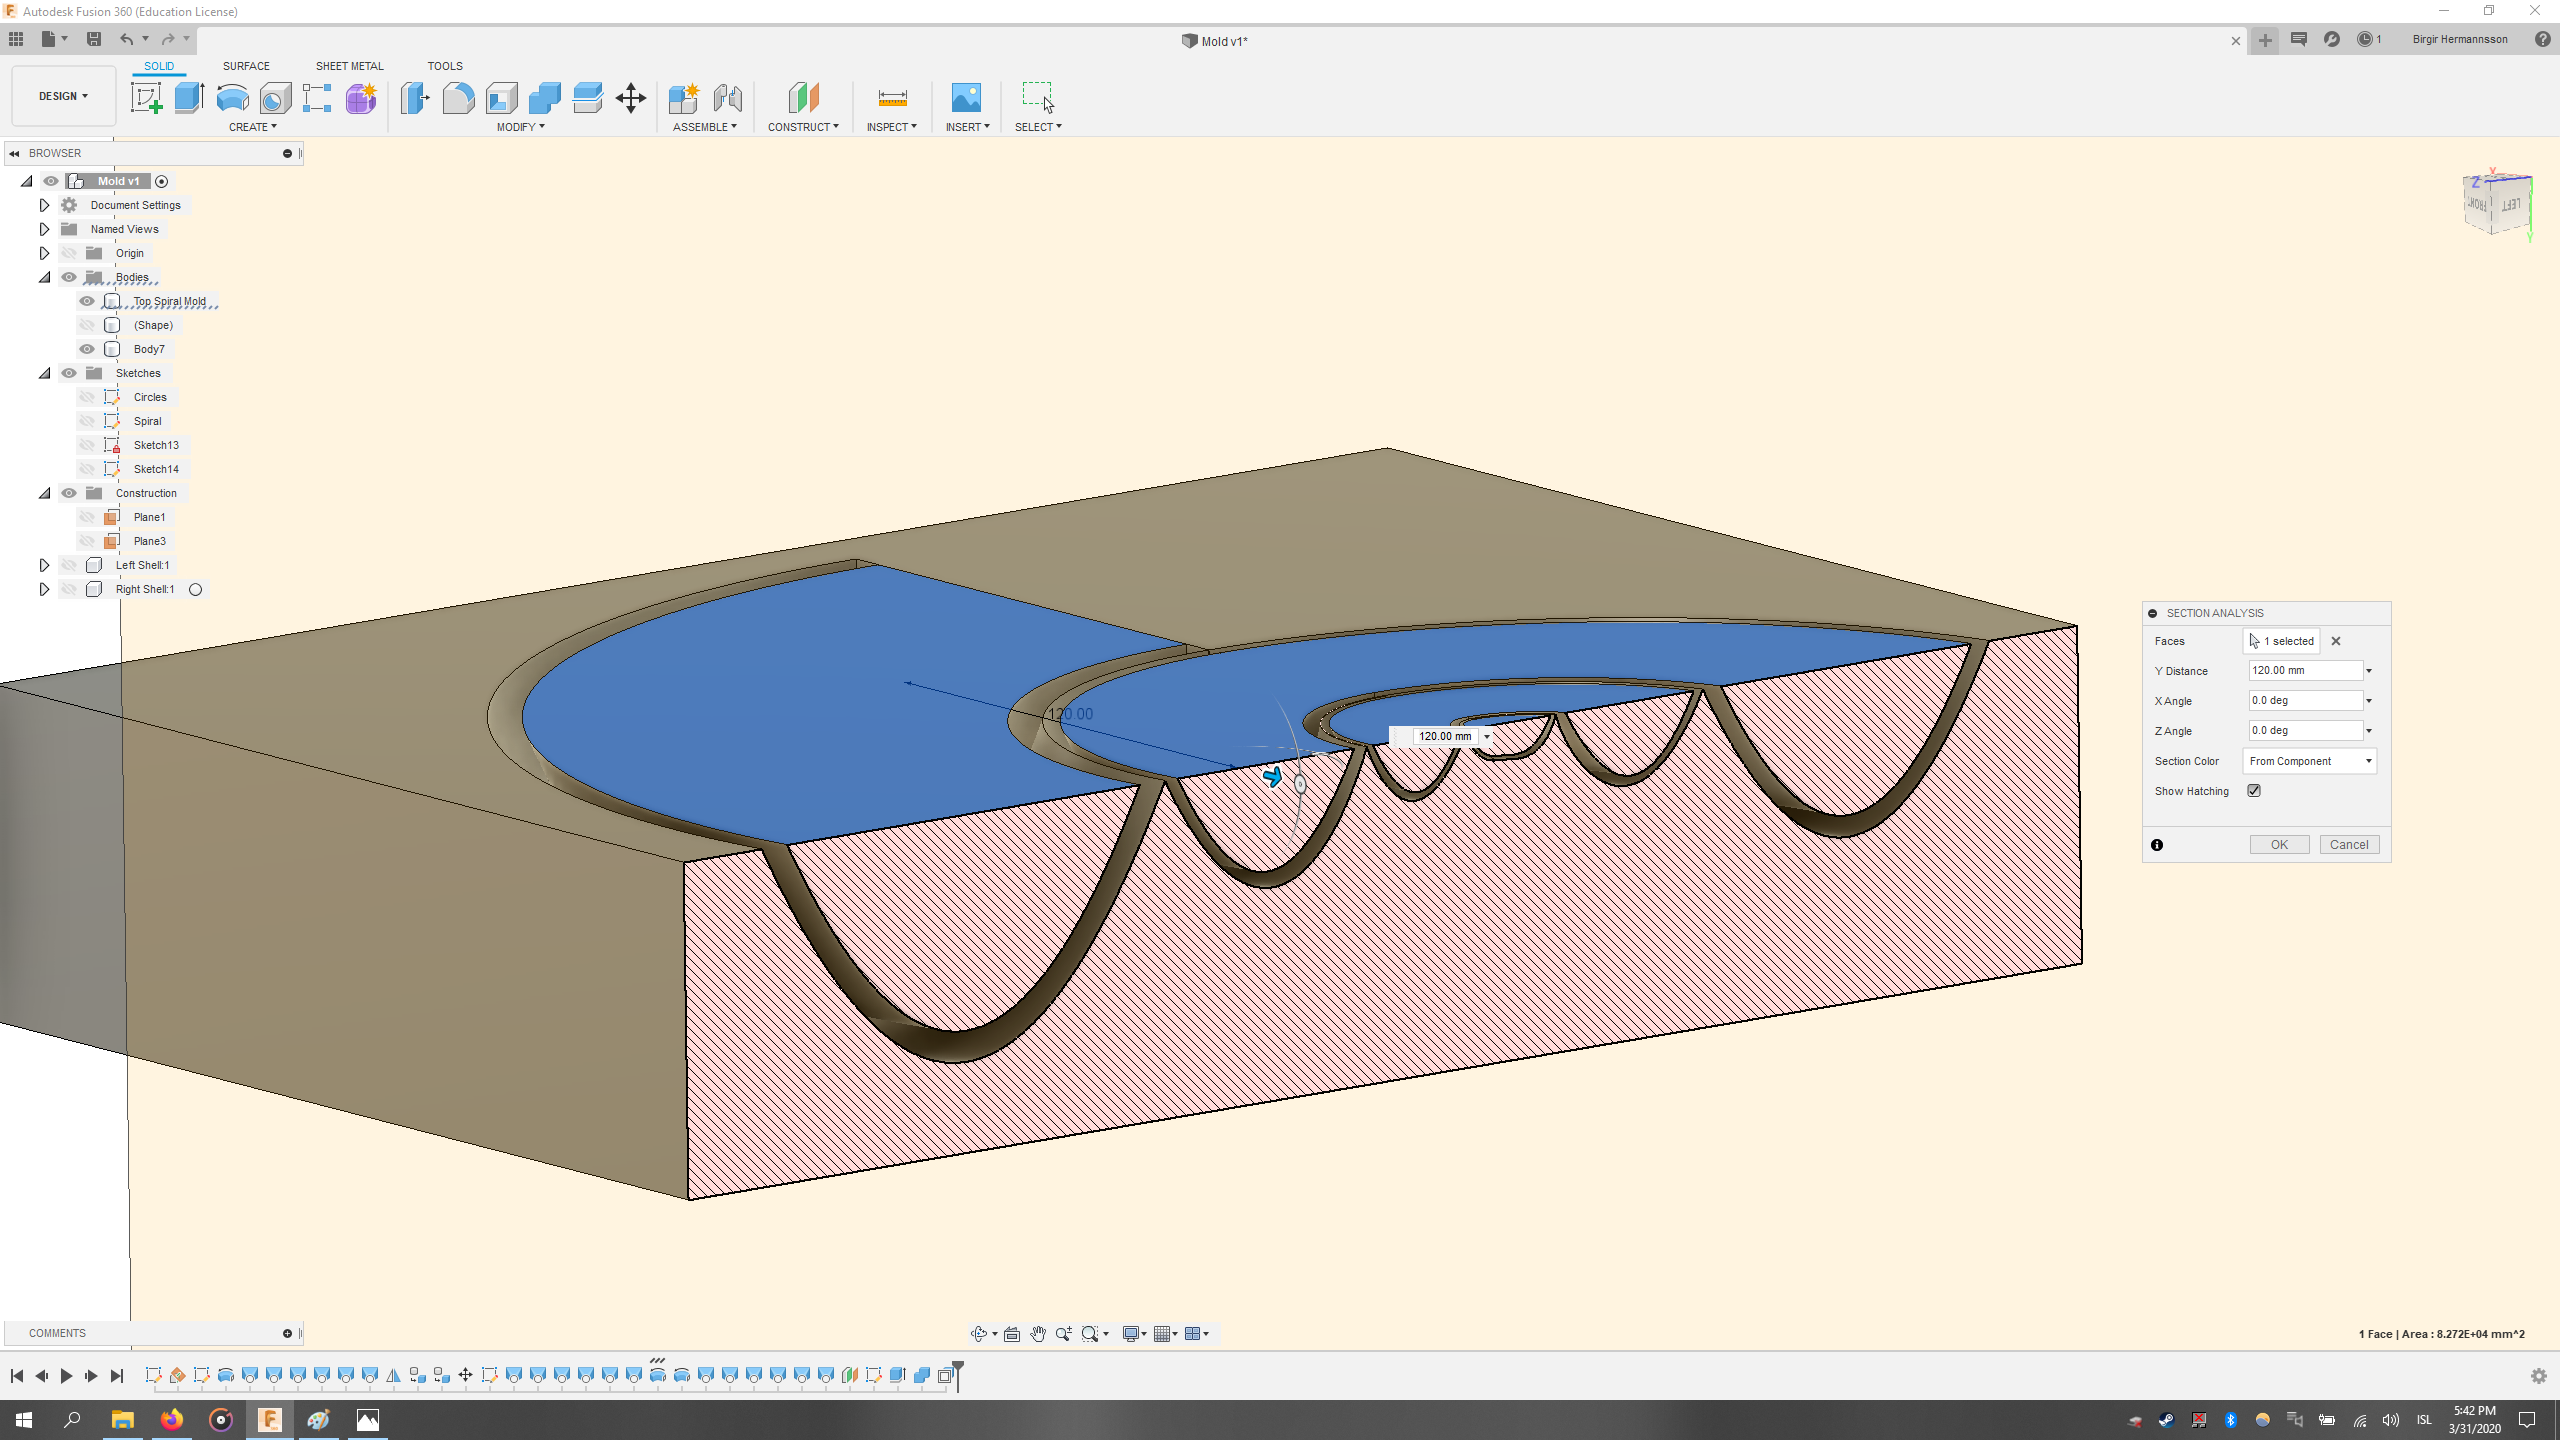 Autodesk Fusion 360 (Education License)
Mold v1*
1
Birgir Hermannsson
SOLID
SURFACE
SHEET METAL
TOOLS
DESIGN
CREATE
MODIFY
ASSEMBLE
CONSTRUCT
INSPECT
INSERT
SELECT
BROWSER
Mold v1
Document Settings
Named Views
Origin
Bodies
Top Spiral Mold
(Shape)
Body7
Sketches
Circles
Spiral
Sketch13
Sketch14
Construction
Plane1
Plane3
Left Shell:1
Right Shell:1
Z
Y
FRONT
LEFT
120.00
120.00 mm
SECTION ANALYSIS
Faces
1 selected
Y Distance
120.00 mm
X Angle
0.0 deg
Z Angle
0.0 deg
Section Color
From Component
Show Hatching
OK
Cancel
COMMENTS
1 Face | Area : 8.272E+04 mm^2
ISL
5:42 PM
3/31/2020